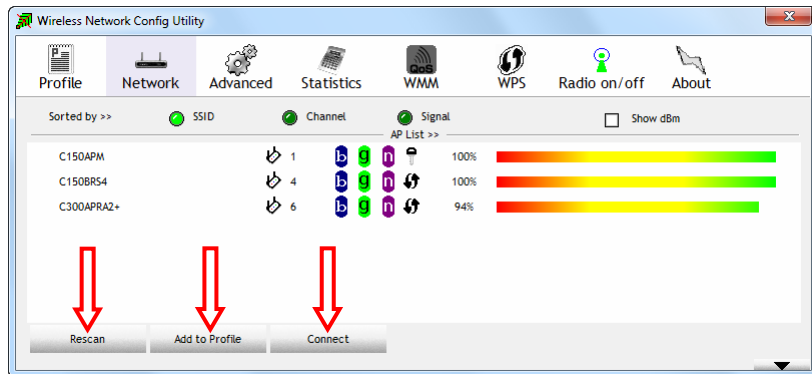 Wireless Network Config Utility
Profile Network Advanced Statistics QoS WMM WPS Radio on/off About
Sorted by >> SSID Channel Signal Show dBm
AP List >>
C150APM 1 b g n 100%
C150BRS4 4 b g n 100%
C300APRA2+ 6 b g n 94%
Rescan Add to Profile Connect